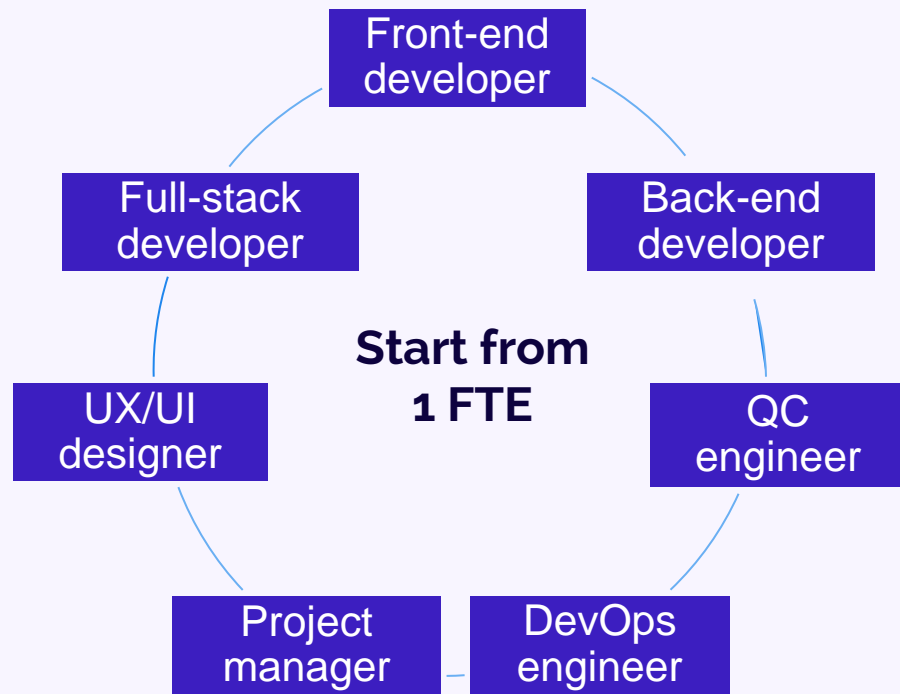 Front-end
developer
Full-stack
developer
Back-end
developer
Start from
1 FTE
UX/UI
designer
QC
engineer
Project
manager
DevOps
engineer